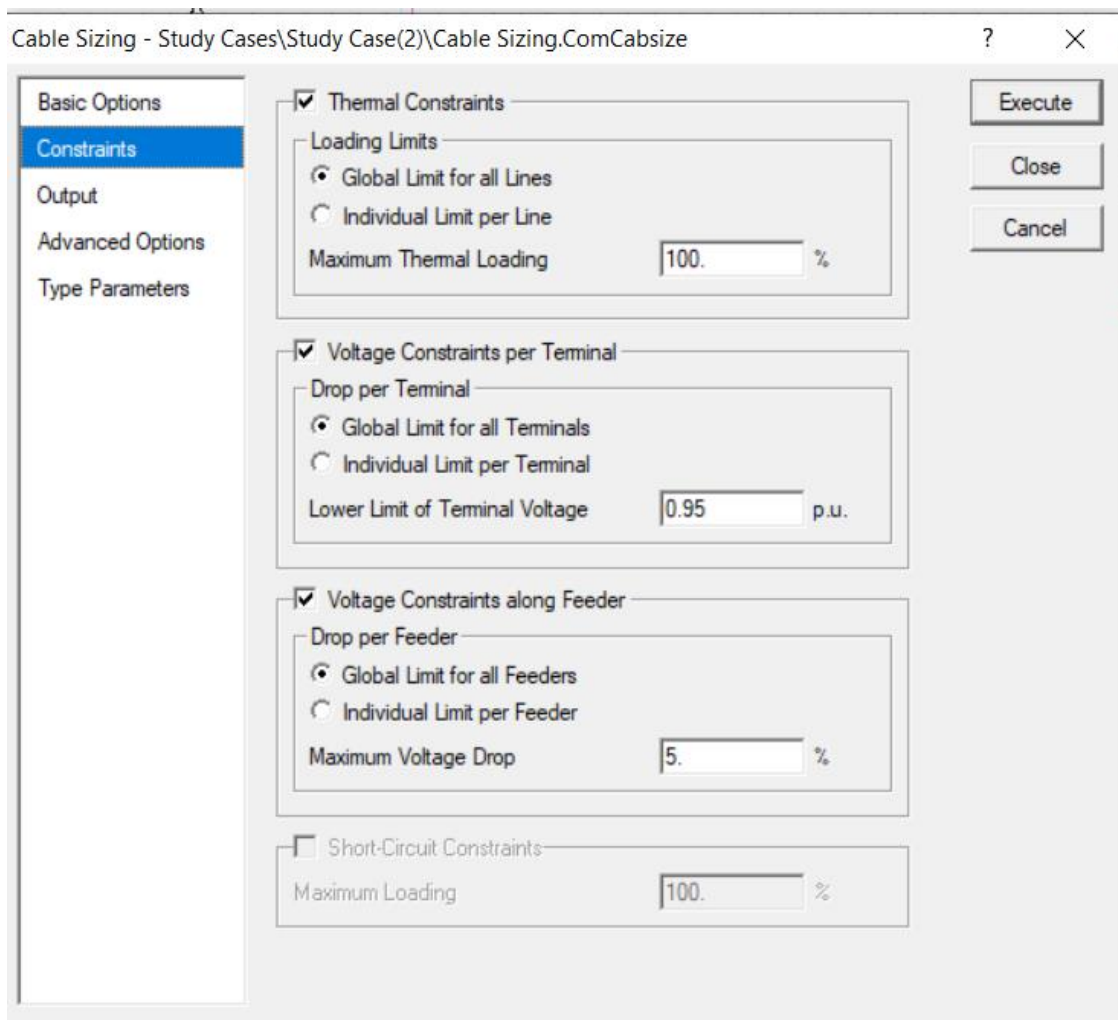 Cable Sizing - Study Cases\Study Case(2)\Cable Sizing.ComCabsize ?
Basic Options
Constraints
Output
Advanced Options
Type Parameters
Thermal Constraints
Loading Limits
Global Limit for all Lines
Individual Limit per Line
Maximum Thermal Loading 100. %
Voltage Constraints per Terminal
Drop per Terminal
Global Limit for all Terminals
Individual Limit per Terminal
Lower Limit of Terminal Voltage 0.95 p.u.
Voltage Constraints along Feeder
Drop per Feeder
Global Limit for all Feeders
Individual Limit per Feeder
Maximum Voltage Drop 5. %
Short-Circuit Constraints
Maximum Loading 100. %
Execute
Close
Cancel